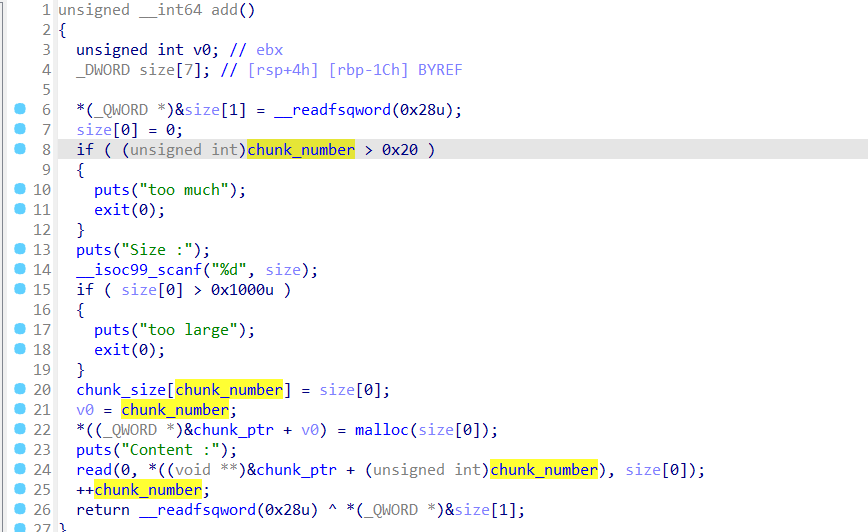 1 unsigned __int64 add()
2 {
3 unsigned int v0; // ebx
4 _DWORD size[7]; // [rsp+4h] [rbp-1Ch] BYREF
5
6 *(_QWORD *)&size[1] = __readfsqword(0x28u);
7 size[0] = 0;
8 if ( (unsigned int)chunk_number > 0x20 )
9 {
10 puts("too much");
11 exit(0);
12 }
13 puts("Size :");
14 __isoc99_scanf("%d", size);
15 if ( size[0] > 0x1000u )
16 {
17 puts("too large");
18 exit(0);
19 }
20 chunk_size[chunk_number] = size[0];
21 v0 = chunk_number;
22 *((_QWORD *)&chunk_ptr + v0) = malloc(size[0]);
23 puts("Content :");
24 read(0, *((void **)&chunk_ptr + (unsigned int)chunk_number), size[0]);
25 ++chunk_number;
26 return __readfsqword(0x28u) ^ *(_QWORD *)&size[1];
27 }